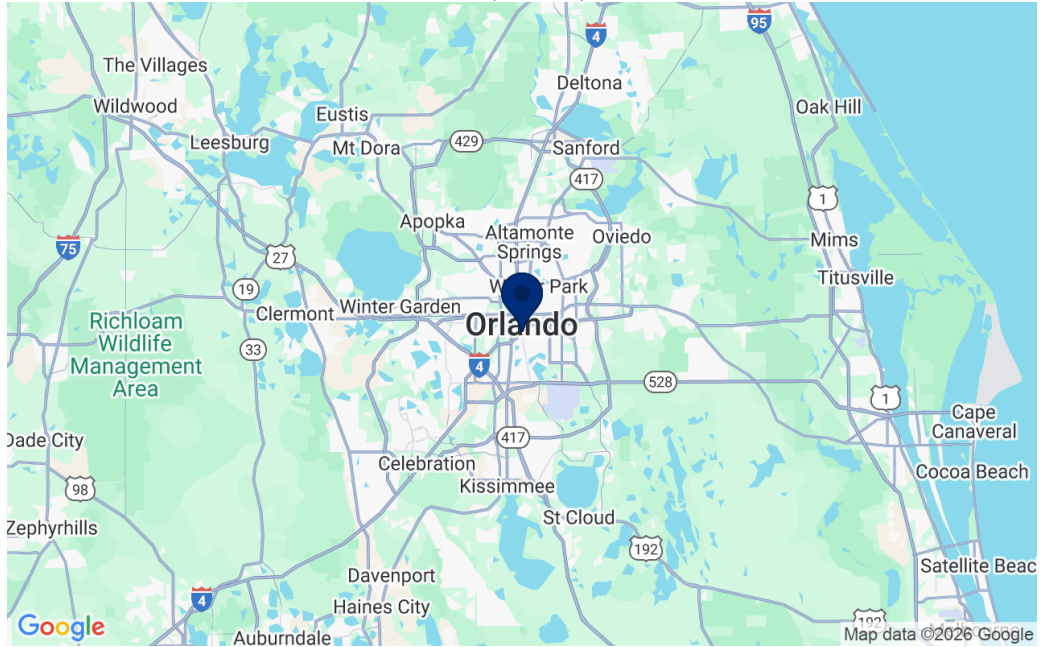 4
95
The Villages
Deltona
Wildwood
Oak Hill
Eustis
Leesburg
Mt Dora
429
Sanford
417
1
Apopka
Altamonte
Springs
Oviedo
Mims
75
27
Titusville
19
Park
Clermont
Winter Garden
Orlando
Richloam
Wildlife
Management
Area
33
4
528
1
Cape
Canaveral
Dade City
417
Celebration
Cocoa Beach
Kissimmee
98
St Cloud
Zephyrhills
192
Satellite Beac
Davenport
4
Haines City
192
Google
Auburndale
Map data ©2026 Google